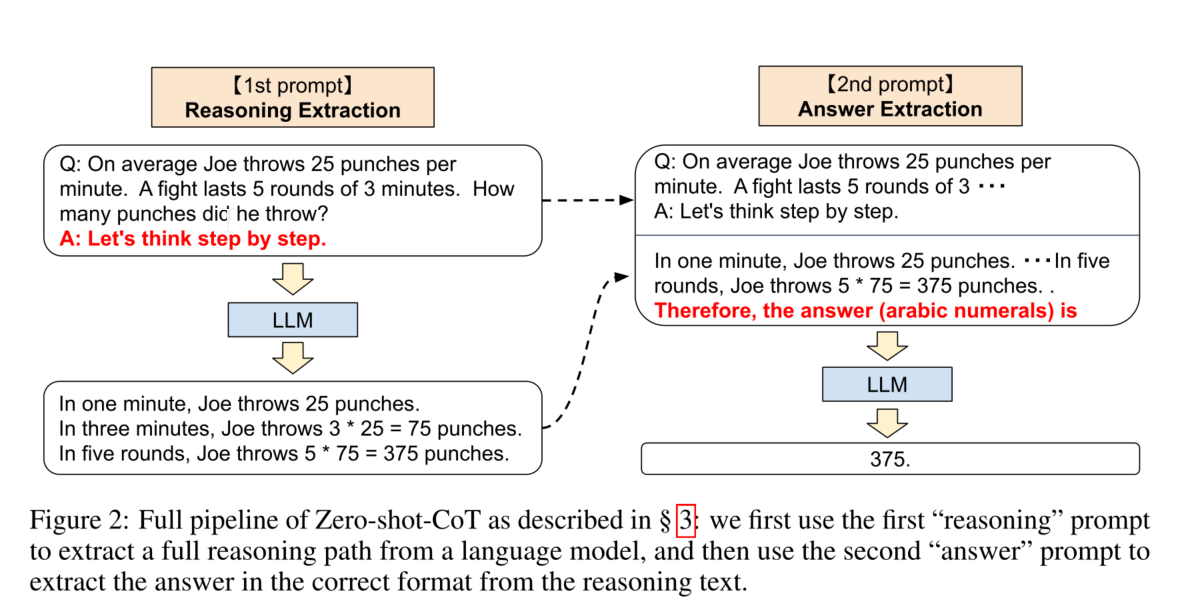 【1st prompt】
Reasoning Extraction
Q: On average Joe throws 25 punches per
minute. A fight lasts 5 rounds of 3 minutes. How
many punches did he throw?
A: Let's think step by step.
LLM
In one minute, Joe throws 25 punches.
In three minutes, Joe throws 3 * 25 = 75 punches.
In five rounds, Joe throws 5 * 75 = 375 punches.
【2nd prompt】
Answer Extraction
Q: On average Joe throws 25 punches per
minute. A fight lasts 5 rounds of 3 ･･･
A: Let's think step by step.
In one minute, Joe throws 25 punches. ･･･In five
rounds, Joe throws 5 * 75 = 375 punches. .
Therefore, the answer (arabic numerals) is
LLM
375.
Figure 2: Full pipeline of Zero-shot-CoT as described in § 3: we first use the first “reasoning” prompt
to extract a full reasoning path from a language model, and then use the second “answer” prompt to
extract the answer in the correct format from the reasoning text.